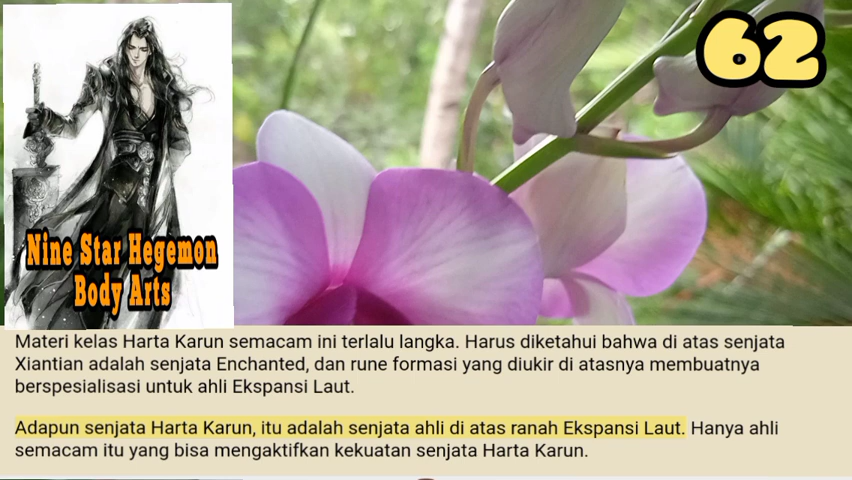 62
Nine Star Hegemon
Body Arts
Materi kelas Harta Karun semacam ini terlalu langka. Harus diketahui bahwa di atas senjata
Xiantian adalah senjata Enchanted, dan rune formasi yang diukir di atasnya membuatnya
berspesialisasi untuk ahli Ekspansi Laut.
Adapun senjata Harta Karun, itu adalah senjata ahli di atas ranah Ekspansi Laut. Hanya ahli
semacam itu yang bisa mengaktifkan kekuatan senjata Harta Karun.